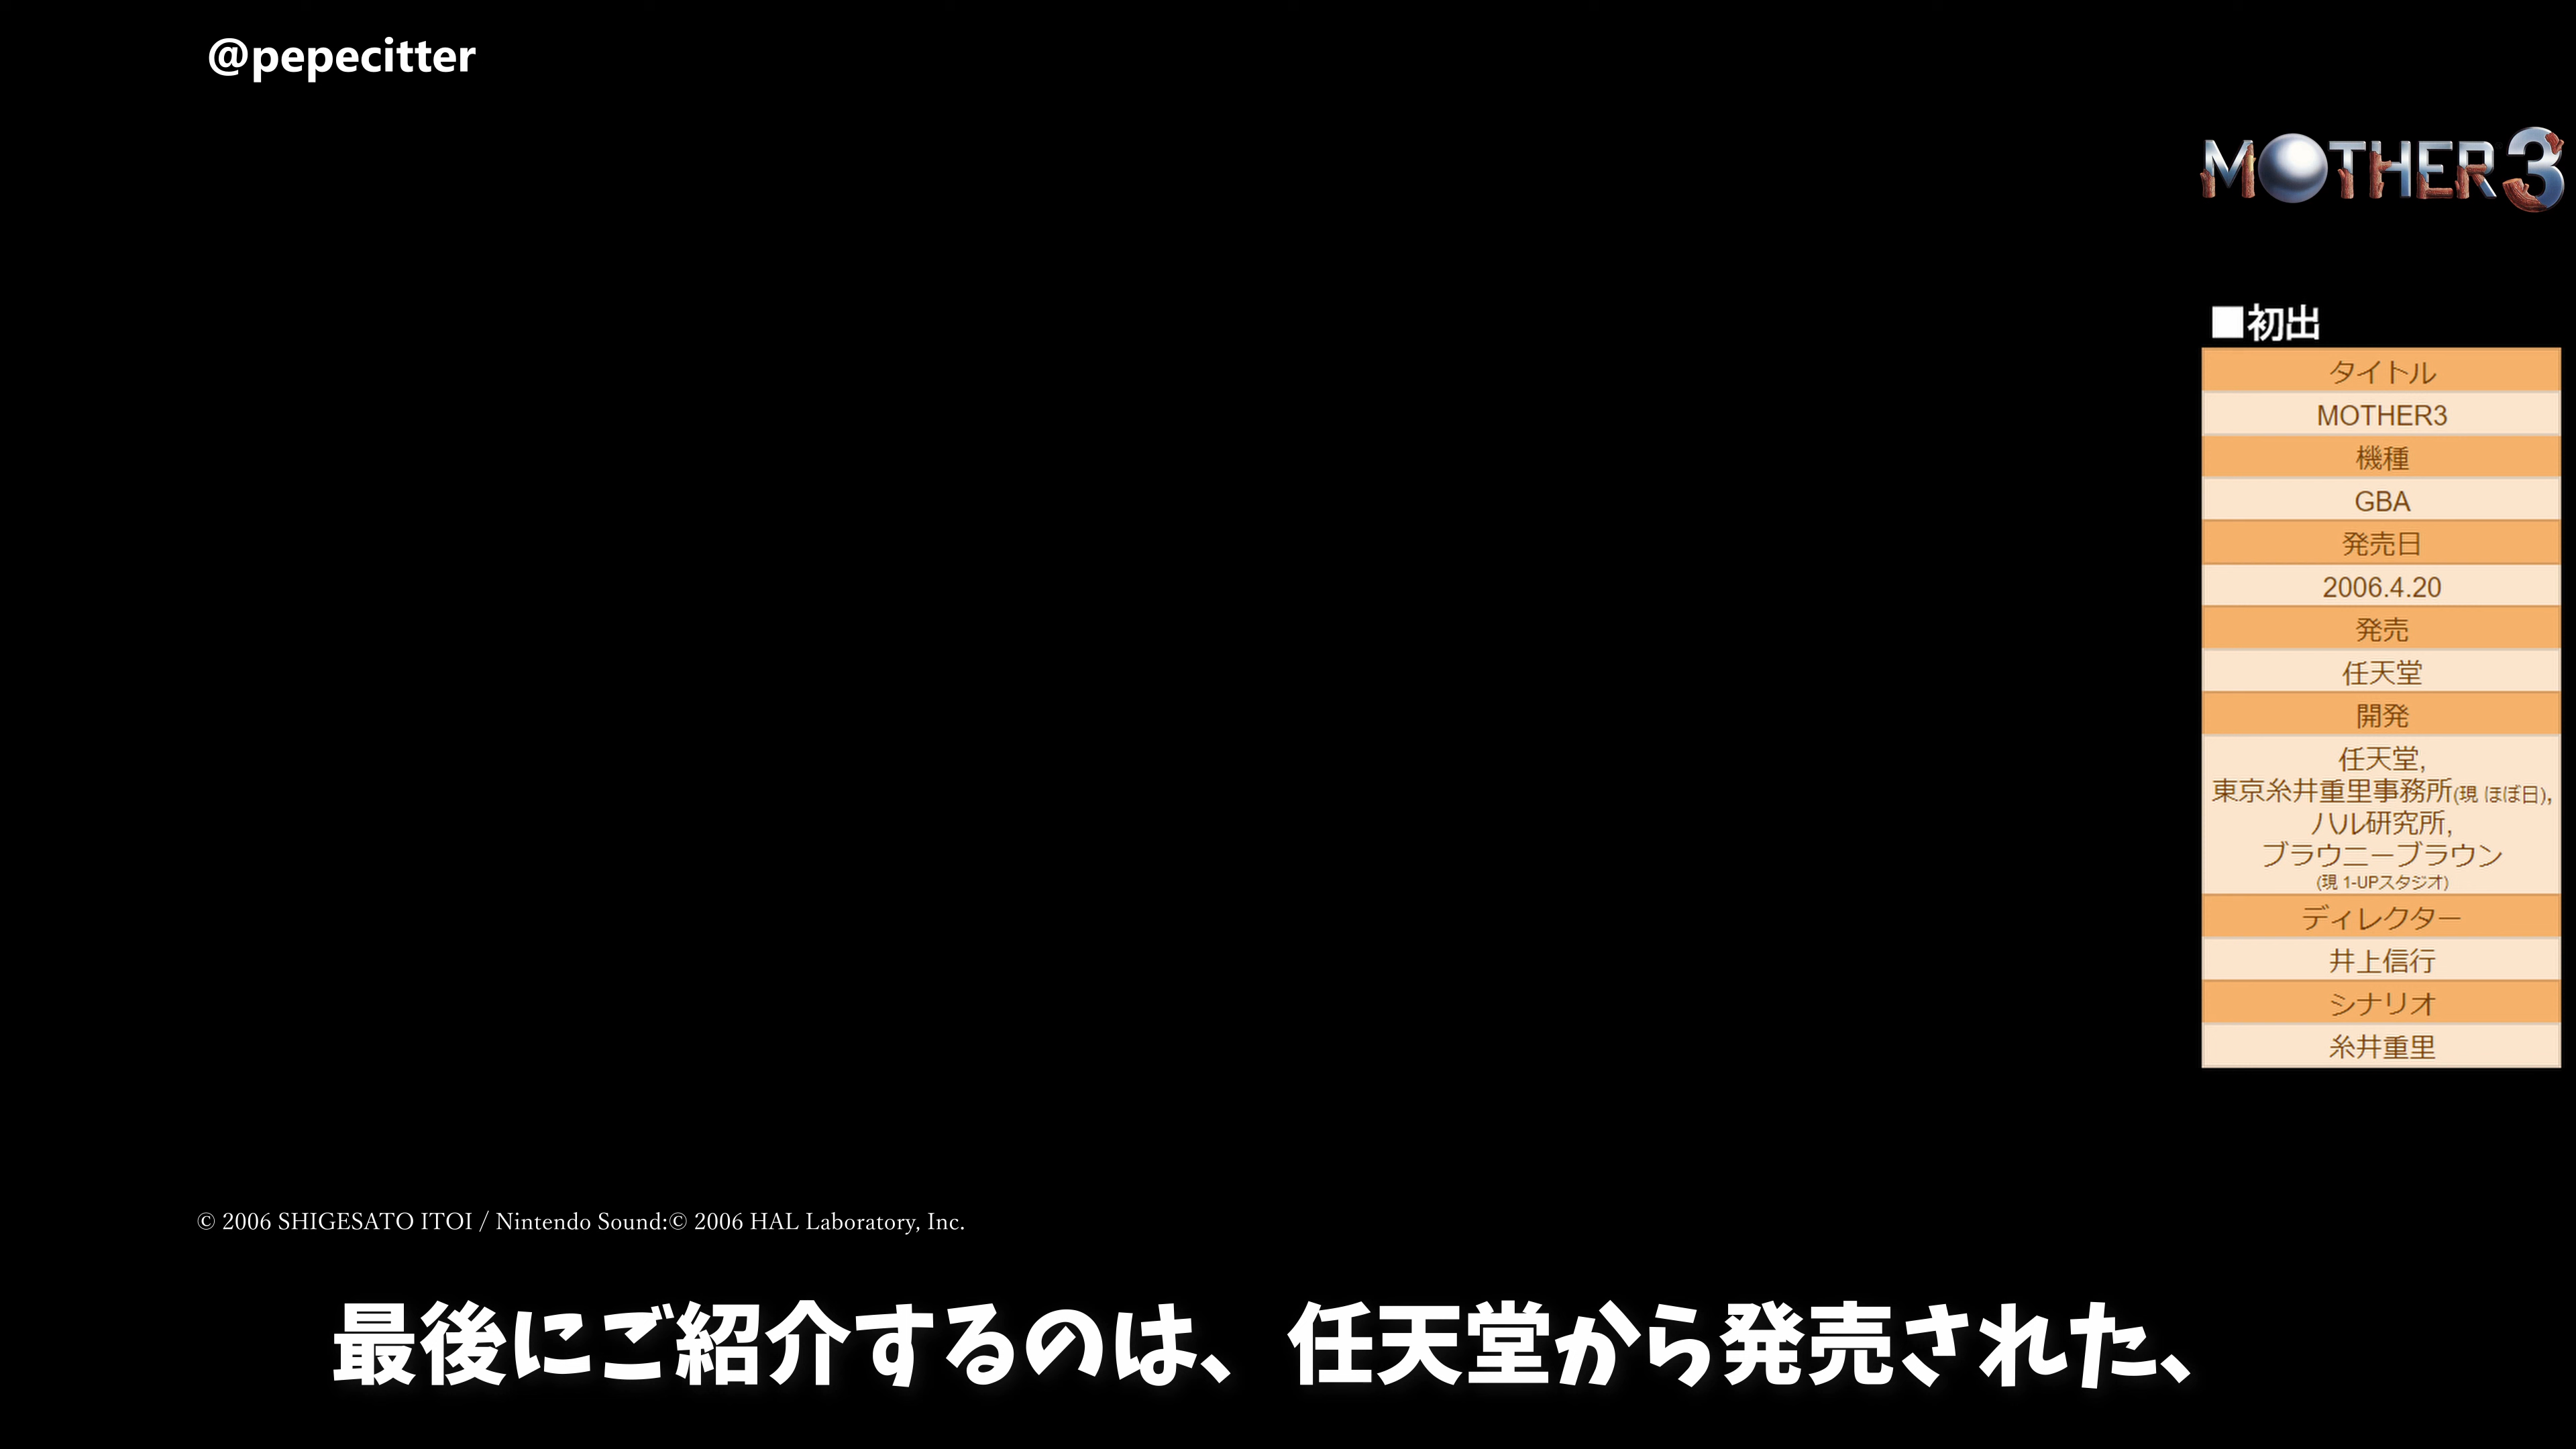 @pepecitter
MOTHER3
■初出
タイトル
MOTHER3
機種
GBA
発売日
2006.4.20
発売
任天堂
開発
任天堂,
東京糸井重里事務所(現 ほぼ日),
ハル研究所,
ブラウニーブラウン
(現 1-UPスタジオ)
ディレクター
井上信行
シナリオ
糸井重里
© 2006 SHIGESATO ITOI / Nintendo Sound:© 2006 HAL Laboratory, Inc.
最後にご紹介するのは、任天堂から発売された、